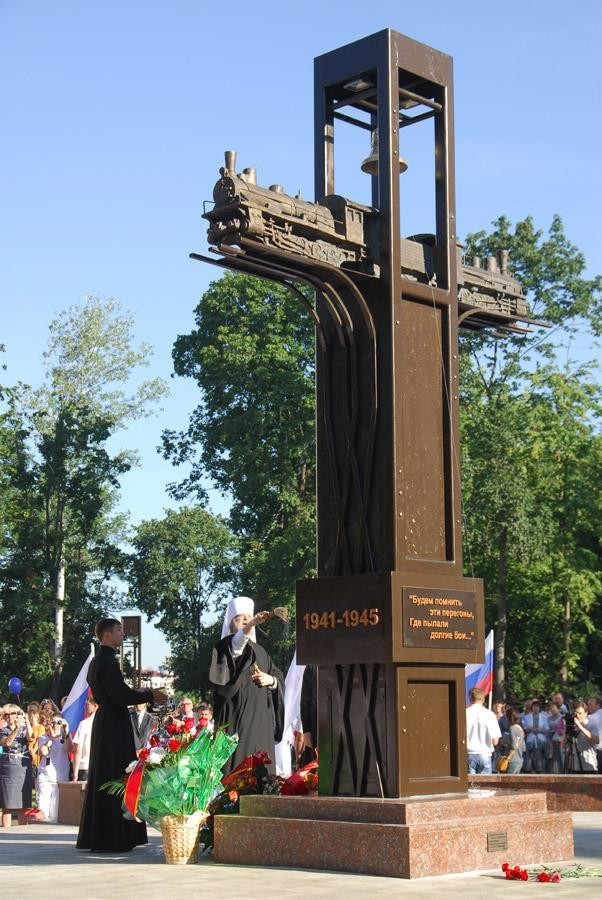 1941-1945
"Будем помнить
эти перегоны,
Где пылали
долгие бои..."